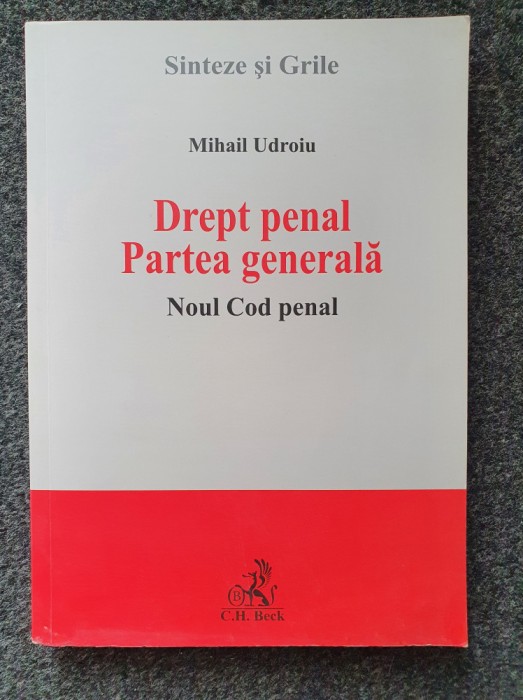 Sinteze şi Grile
Mihail Udroiu
Drept penal
Partea generală
Noul Cod penal
B
C.H. Beck